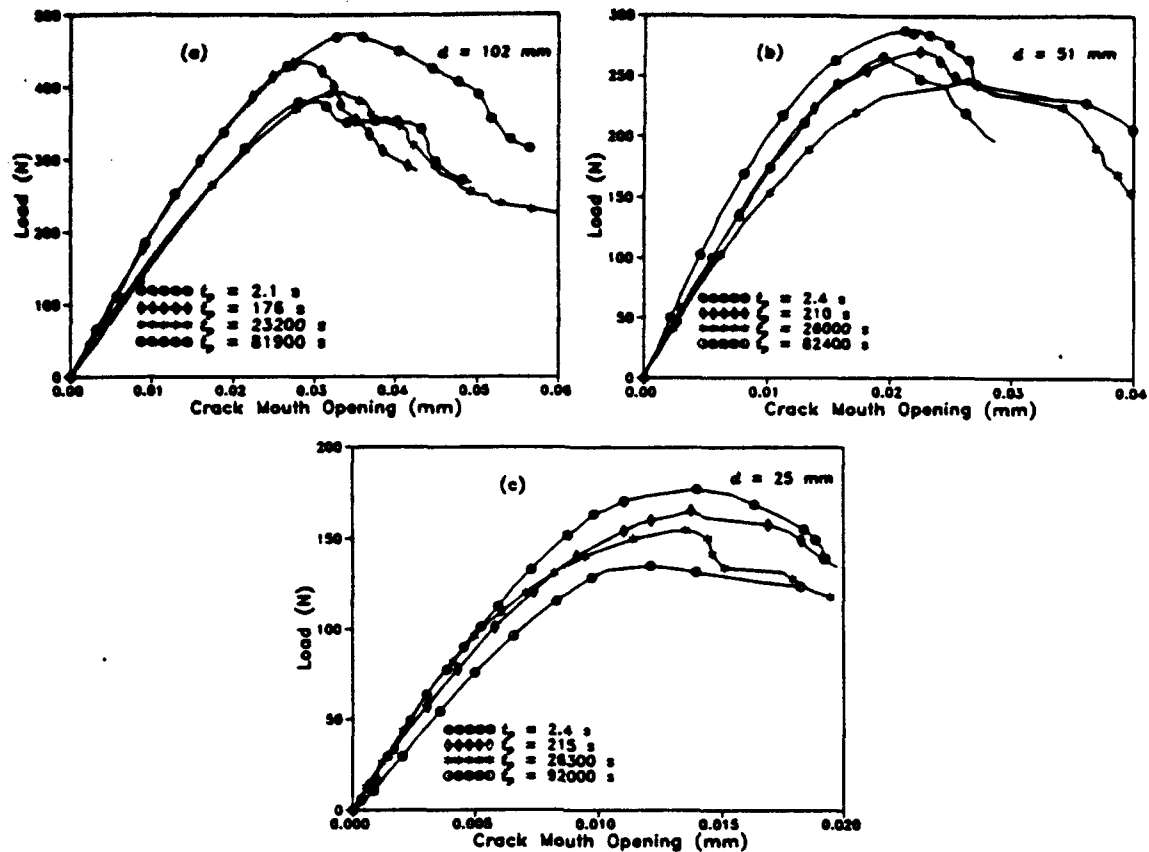 500
400
300
200
100
0
Load (N)
(a)
d = 102 mm
= 2.1 s
= 176 s
= 23200 s
= 81900 s
0.00 0.01 0.02 0.03 0.04 0.05 0.06
Crack Mouth Opening (mm)
300
250
200
150
100
50
0
Load (N)
(b)
d = 51 mm
= 2.4 s
= 210 s
= 26000 s
= 82400 s
0.00 0.01 0.02 0.03 0.04
Crack Mouth Opening (mm)
200
150
100
50
0
Load (N)
(c)
d = 25 mm
= 2.4 s
= 215 s
= 26300 s
= 92000 s
0.000 0.005 0.010 0.015 0.020
Crack Mouth Opening (mm)